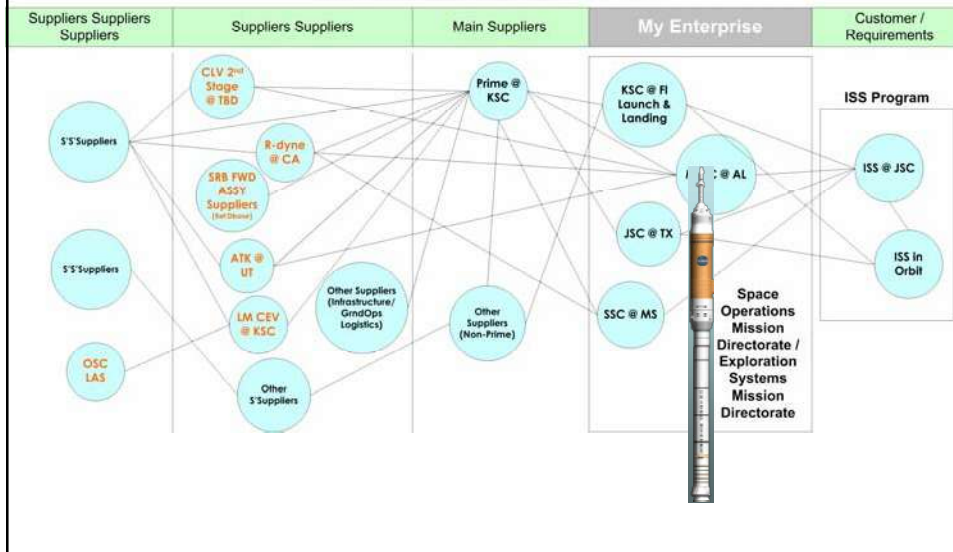 Suppliers Suppliers
Suppliers
Suppliers Suppliers
Main Suppliers
My Enterprise
Customer /
Requirements
CLV 2nd
Stage
@ TBD
S'S'Suppliers
R-dyne
@ CA
SRB FWD
ASSY
Suppliers
S'S'Suppliers
ATK @
UT
LM CEV
@ KSC
OSC
LAS
Other Suppliers
(Infrastructure/
GrndOps
Logistics)
Other
S'Suppliers
Prime @
KSC
Other
Suppliers
(Non-Prime)
KSC @ Fl
Launch &
Landing
@ AL
JSC @ TX
SSC @ MS
Space
Operations
Mission
Directorate /
Exploration
Systems
Mission
Directorate
ISS Program
ISS @ JSC
ISS in
Orbit